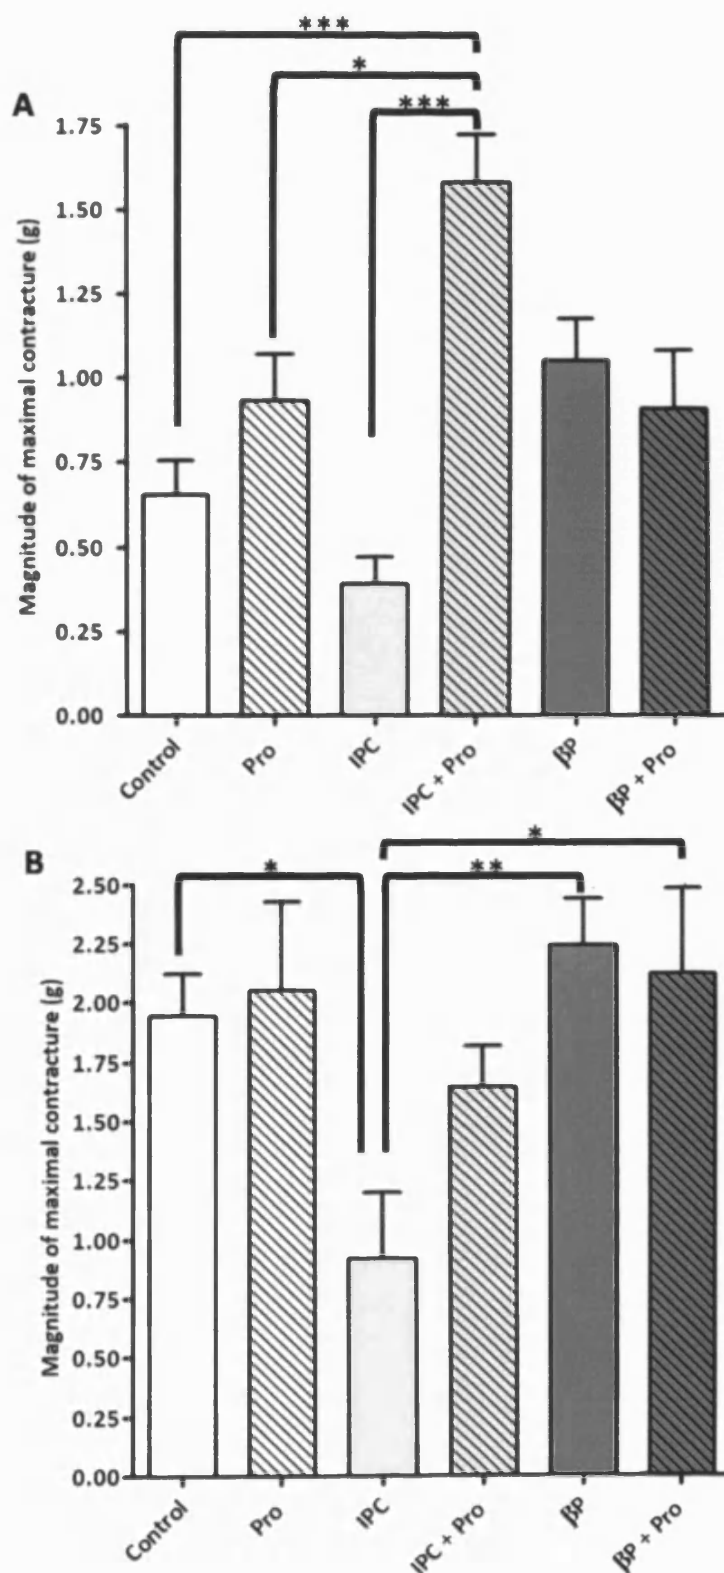 ***
*
***
A
Magnitude of maximal contracture (g)
1.75
1.50
1.25
1.00
0.75
0.50
0.25
0.00
Control
Pro
IPC
IPC + Pro
βP
βP + Pro
B
*
*
**
Magnitude of maximal contracture (g)
2.50
2.25
2.00
1.75
1.50
1.25
1.00
0.75
0.50
0.25
0.00
Control
Pro
IPC
IPC + Pro
βP
βP + Pro